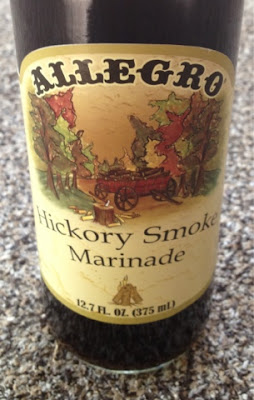 ALLEGRO
Hickory Smoke
Marinade
12.7 FL. OZ. (375 mL)